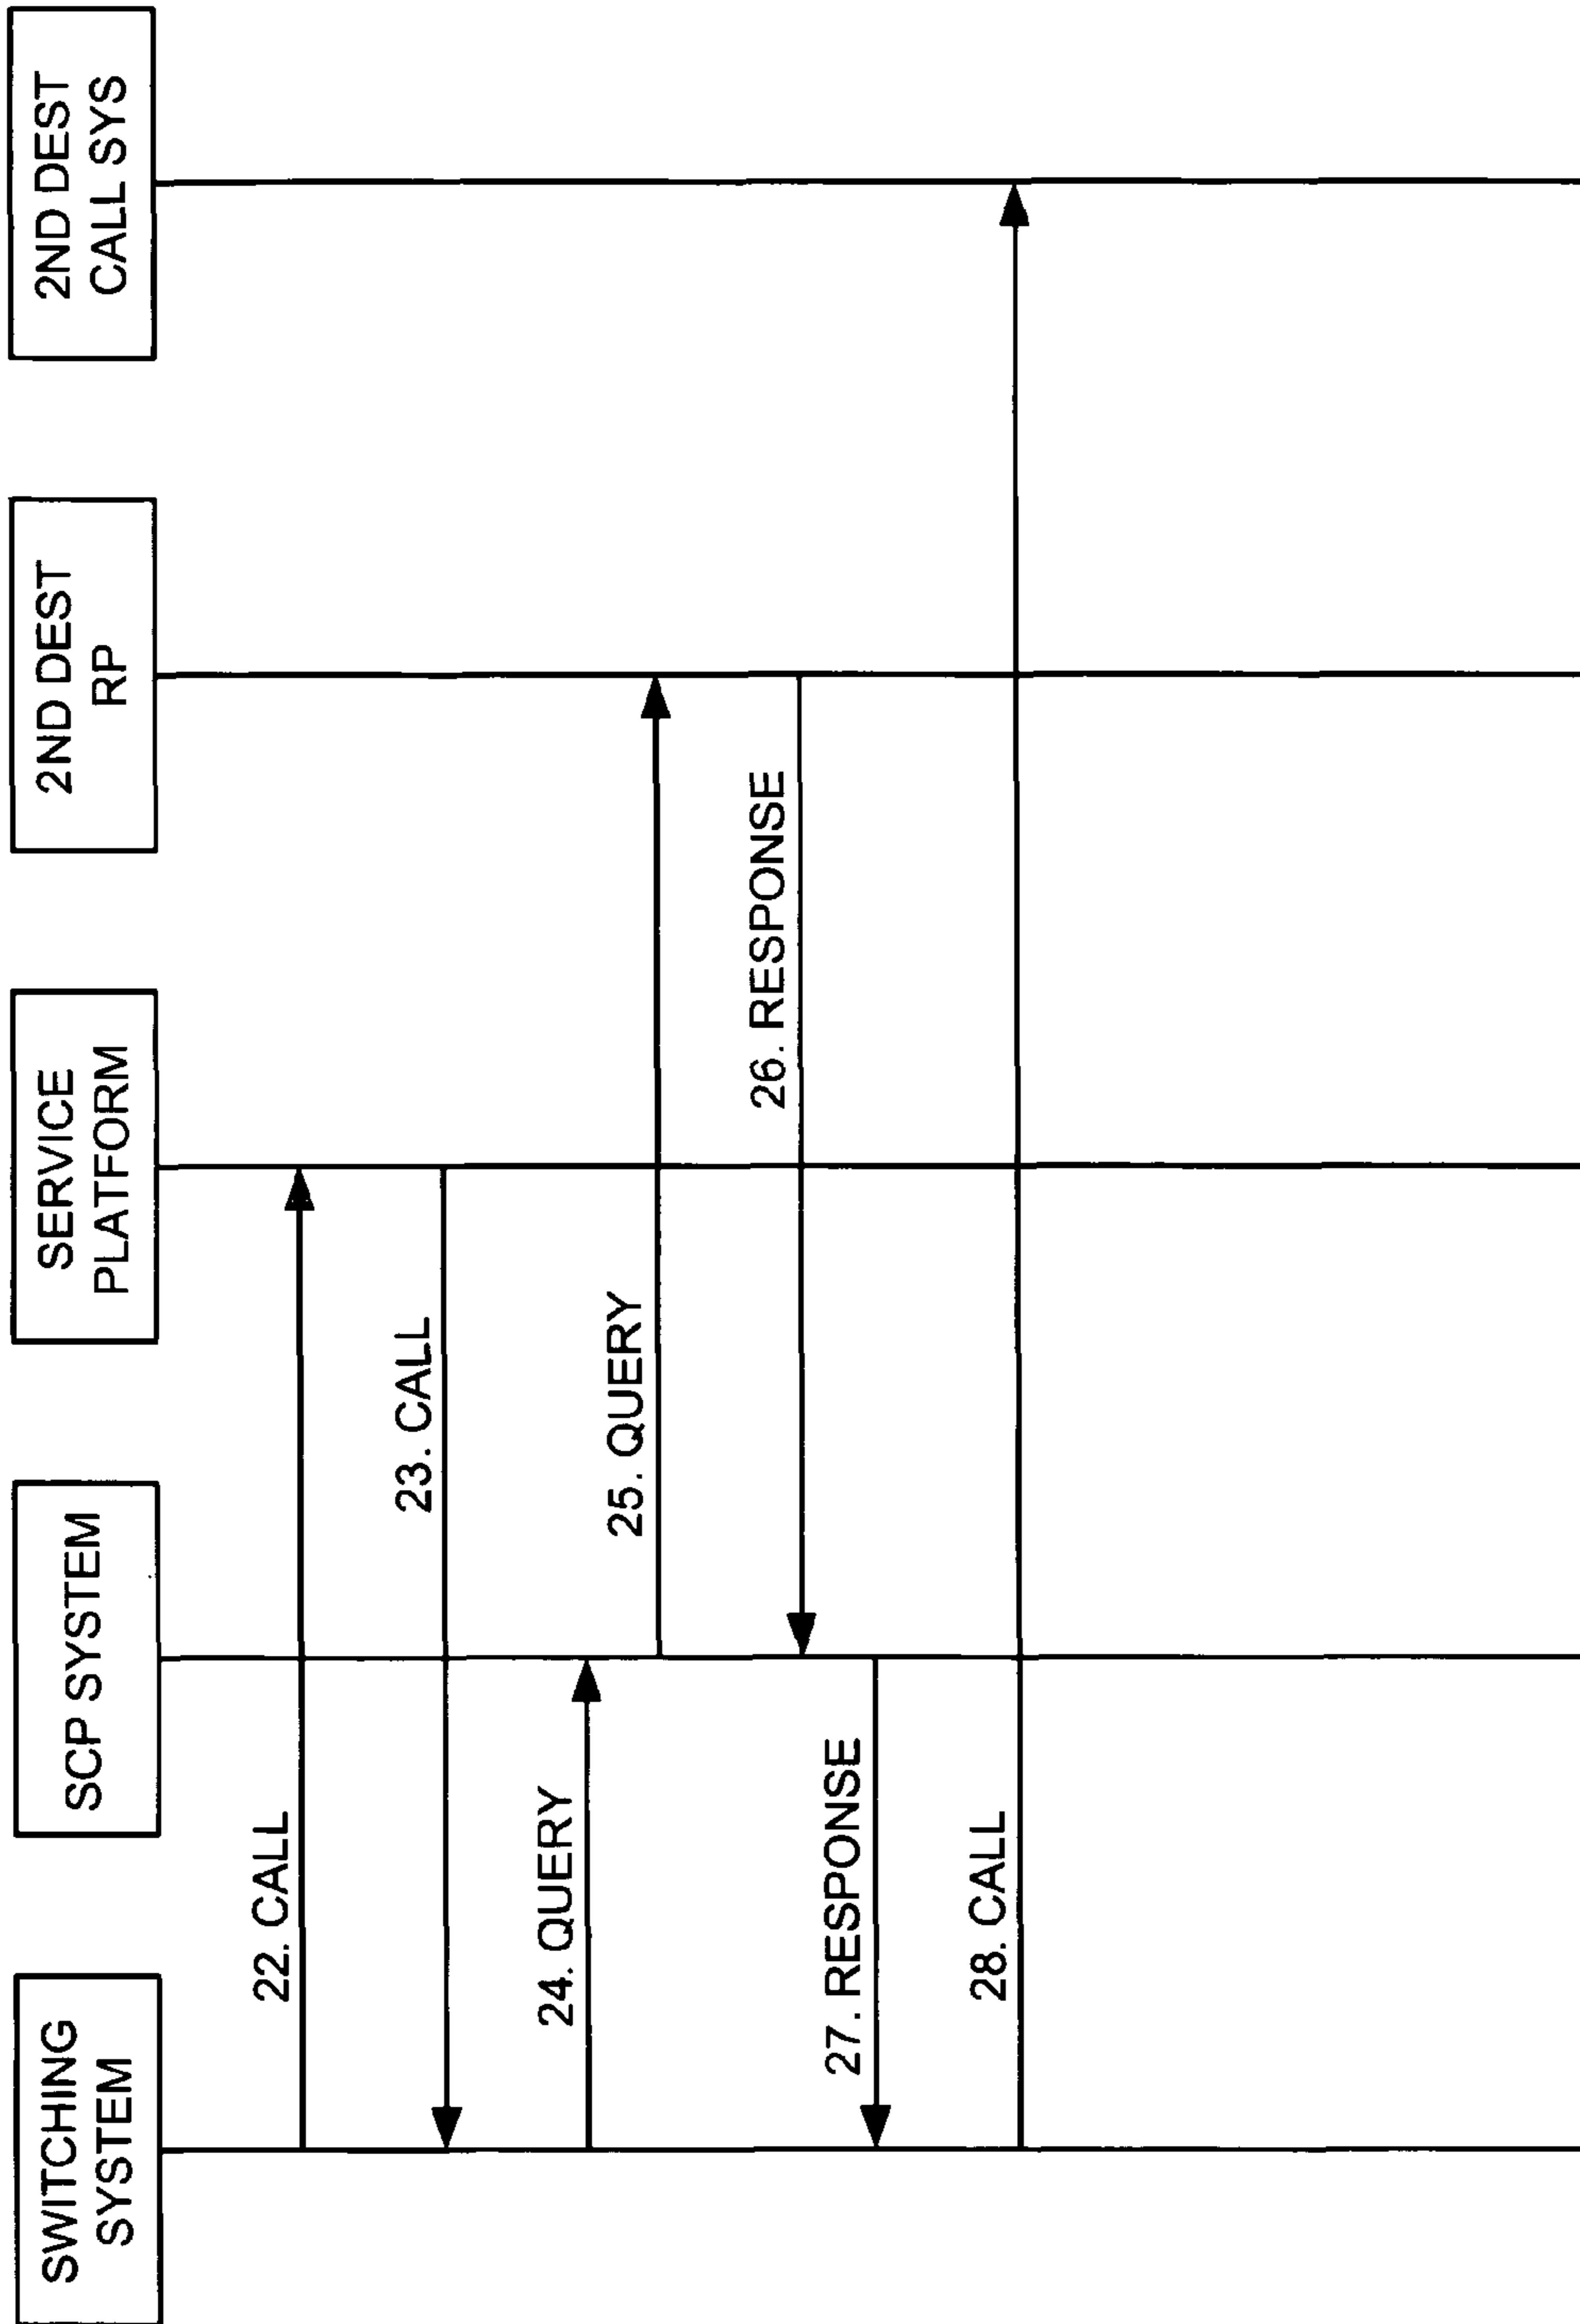 SWITCHING
SYSTEM
SCP SYSTEM
SERVICE
PLATFORM
2ND DEST
RP
2ND DEST
CALL SYS
22. CALL
23. CALL
24. QUERY
25. QUERY
26. RESPONSE
27. RESPONSE
28. CALL